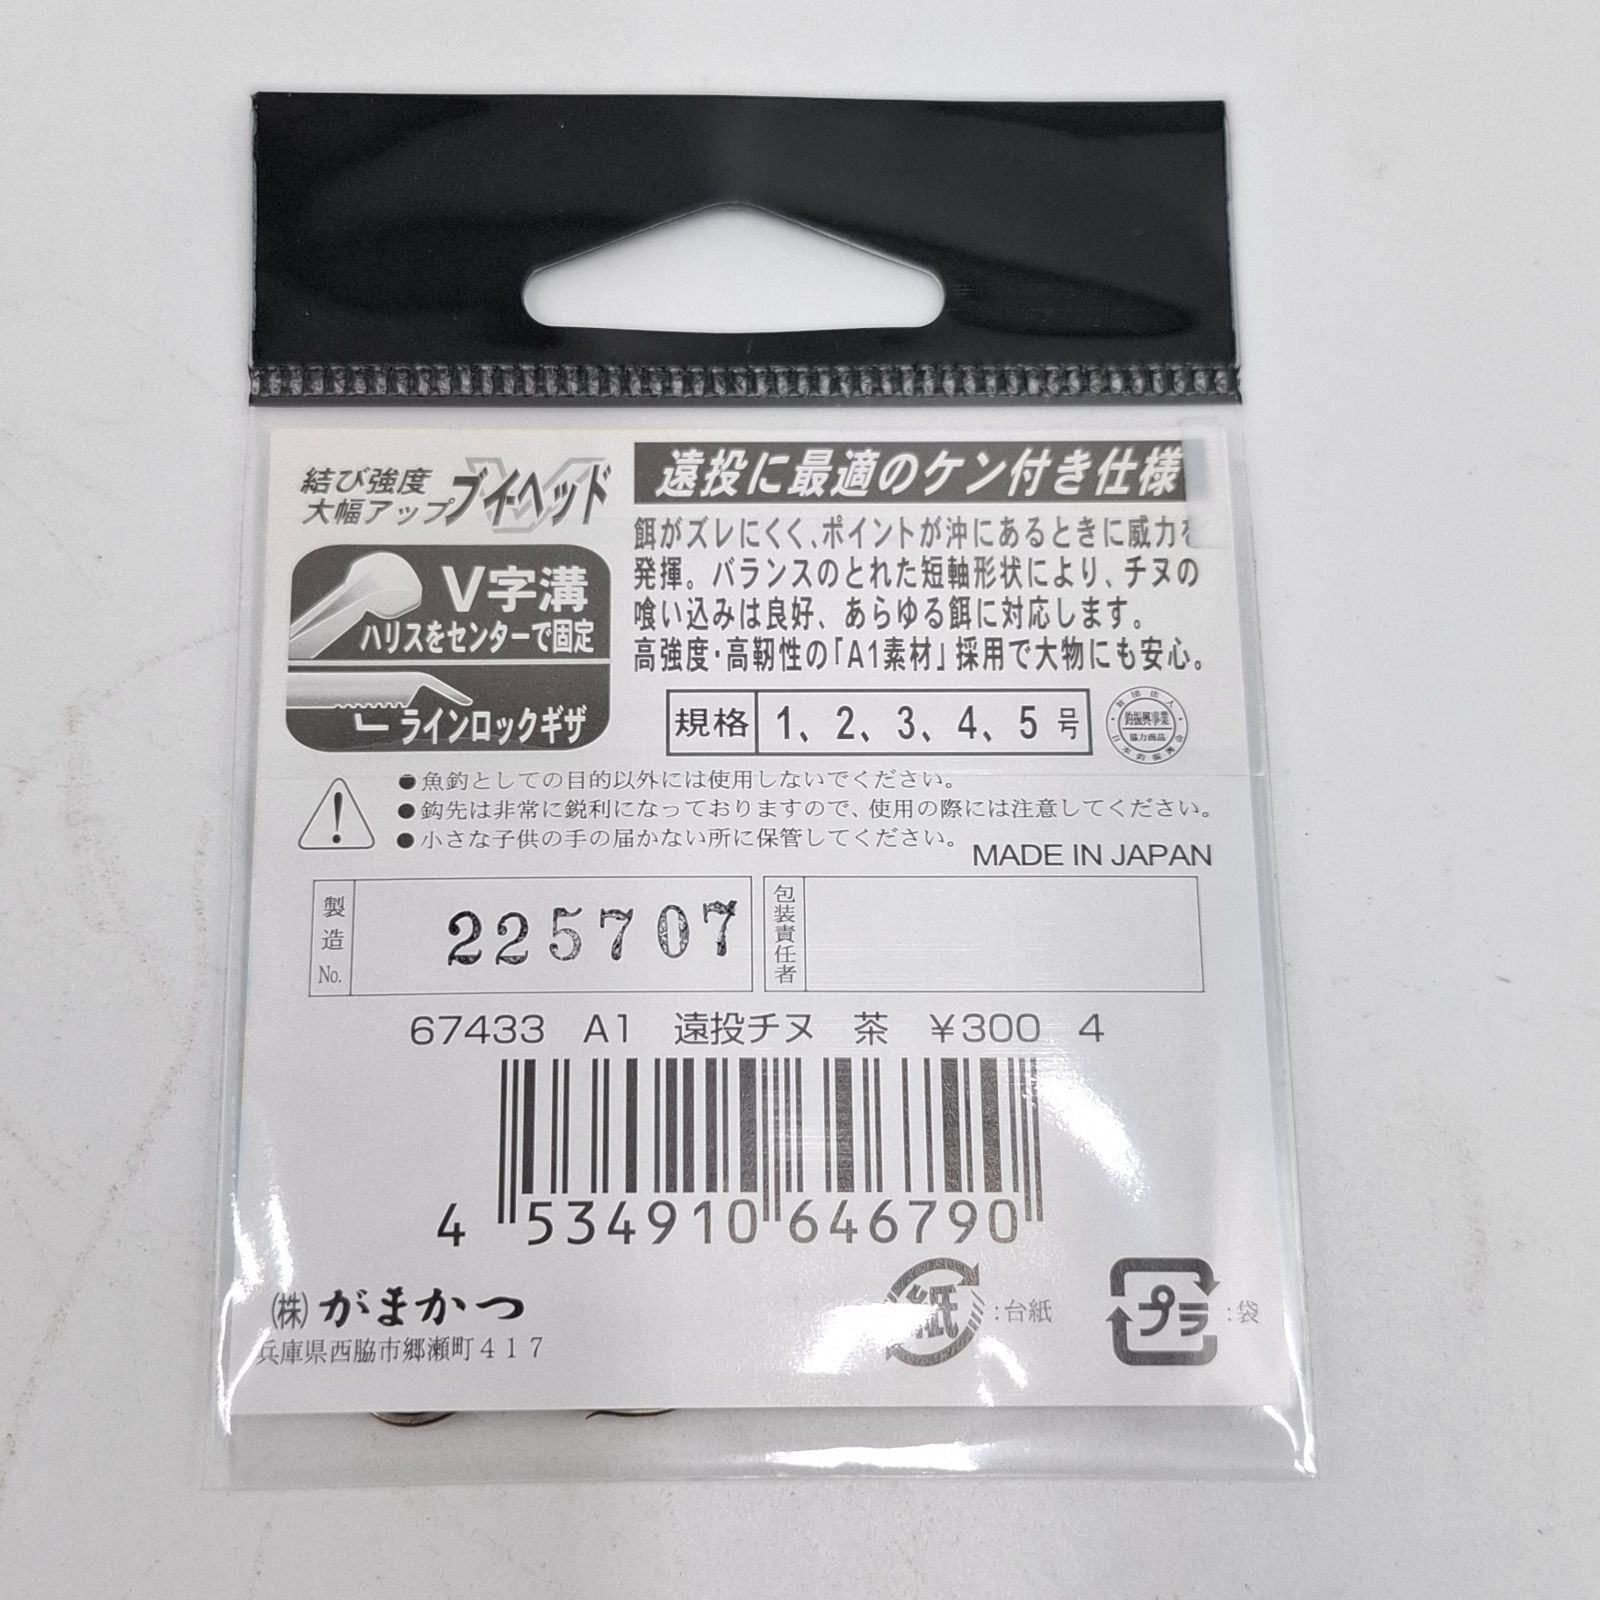 結び強度
大幅アップ ブイヘッド
V字溝
ハリスをセンターで固定
ラインロックギザ
遠投に最適のケン付き仕様
餌がズレにくく、ポイントが沖にあるときに威力を
発揮。バランスのとれた短軸形状により、チヌの
喰い込みは良好、あらゆる餌に対応します。
高強度・高靭性の「A1素材」採用で大物にも安心。
規格 1、2、3、4、5号
釣振興事業
協力商品
●魚釣としての目的以外には使用しないでください。
●鈎先は非常に鋭利になっておりますので、使用の際には注意してください。
●小さな子供の手の届かない所に保管してください。
MADE IN JAPAN
製造No. 225707
包装責任者
67433 A1 遠投チヌ 茶 ¥300 4
4 534910 646790
(株)がまかつ
兵庫県西脇市郷瀬町417
紙:台紙
プラ:袋